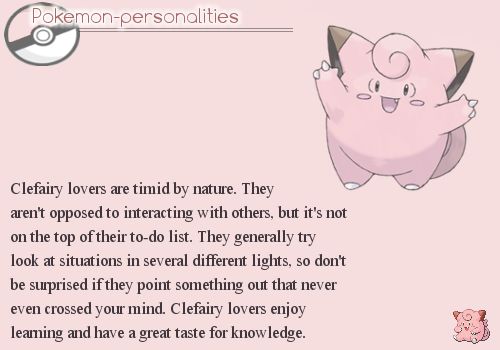 Pokemon-personalities
Clefairy lovers are timid by nature. They
aren't opposed to interacting with others, but it's not
on the top of their to-do list. They generally try
look at situations in several different lights, so don't
be surprised if they point something out that never
even crossed your mind. Clefairy lovers enjoy
learning and have a great taste for knowledge.